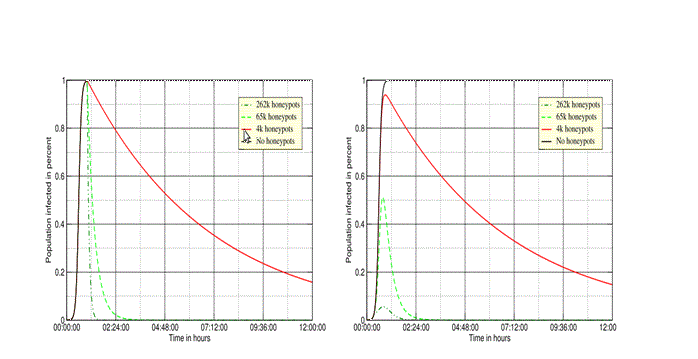 Population infected in percent
1
0.8
0.6
0.4
0.2
0
00:00:00 02:24:00 04:48:00 07:12:00 09:36:00 12:00:00
Time in hours
262k honeypots
65k honeypots
4k honeypots
No honeypots
Population infected in percent
1
0.8
0.6
0.4
0.2
0
00:00:00 02:24:00 04:48:00 07:12:00 09:36:00 12:00
Time in hours
262k honeypots
65k honeypots
4k honeypots
No honeypots